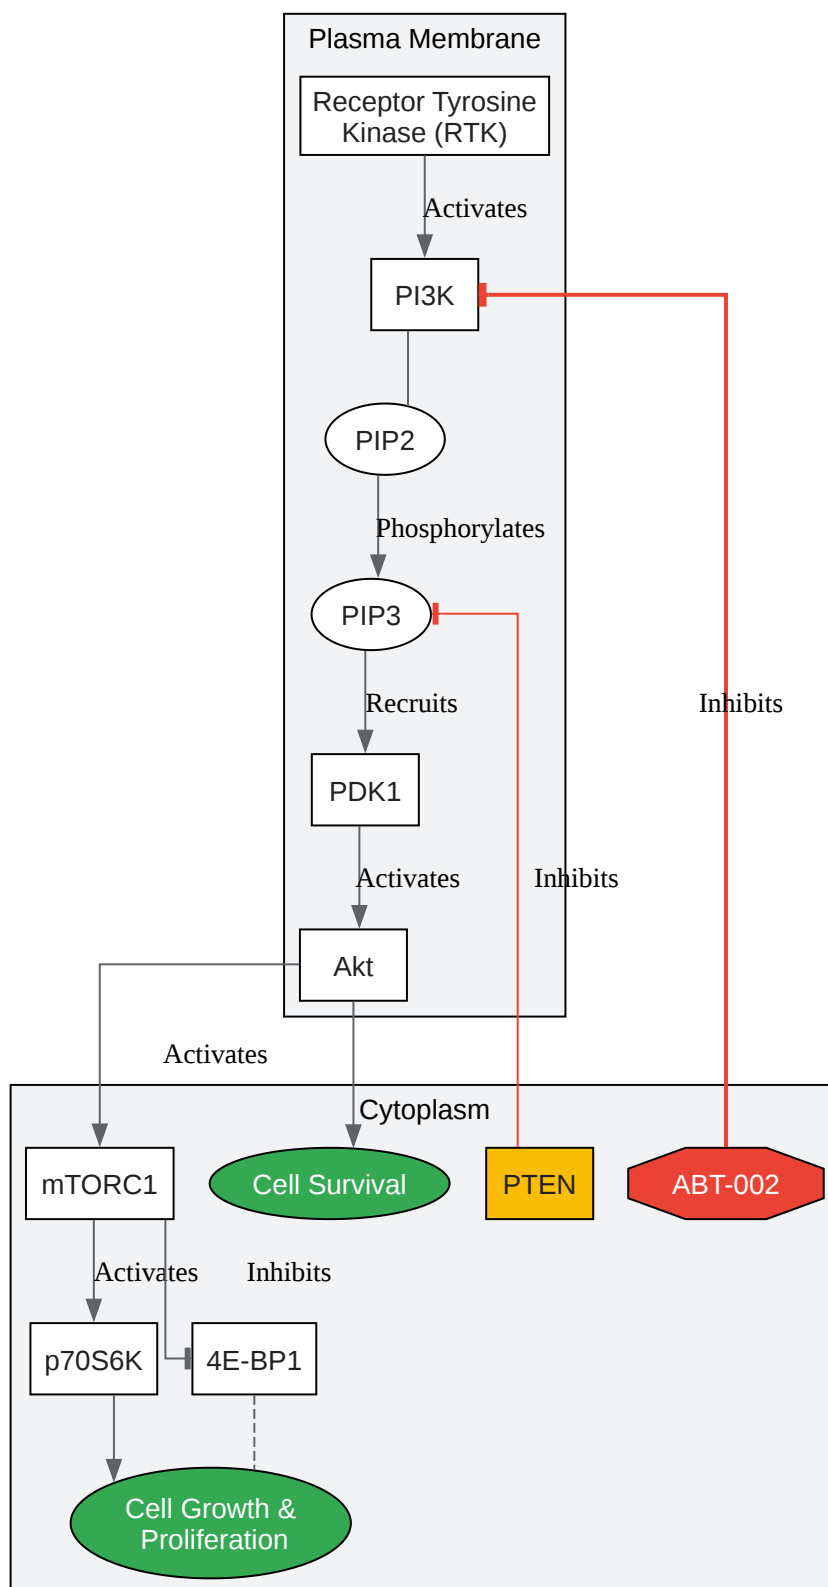 Plasma Membrane
Receptor Tyrosine
Kinase (RTK)
Activates
PI3K
PIP2
Phosphorylates
PIP3
Recruits
Inhibits
PDK1
Activates
Inhibits
Akt
Activates
Cytoplasm
mTORC1
Cell Survival
PTEN
ABT-002
Activates
Inhibits
p70S6K
4E-BP1
Cell Growth &
Proliferation